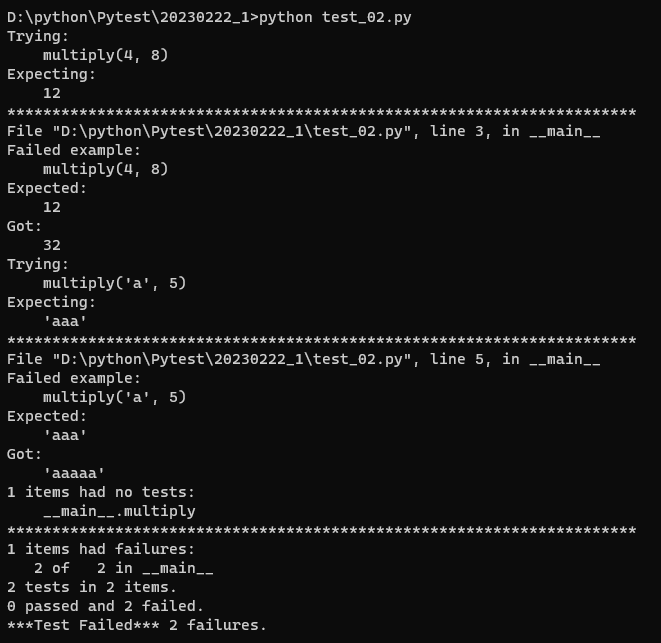 D:\python\Pytest\20230222_1>python test_02.py
Trying:
    multiply(4, 8)
Expecting:
    12
**********************************************************************
File "D:\python\Pytest\20230222_1\test_02.py", line 3, in __main__
Failed example:
    multiply(4, 8)
Expected:
    12
Got:
    32
Trying:
    multiply('a', 5)
Expecting:
    'aaa'
**********************************************************************
File "D:\python\Pytest\20230222_1\test_02.py", line 5, in __main__
Failed example:
    multiply('a', 5)
Expected:
    'aaa'
Got:
    'aaaaa'
1 items had no tests:
    __main__.multiply
**********************************************************************
1 items had failures:
   2 of   2 in __main__
2 tests in 2 items.
0 passed and 2 failed.
***Test Failed*** 2 failures.